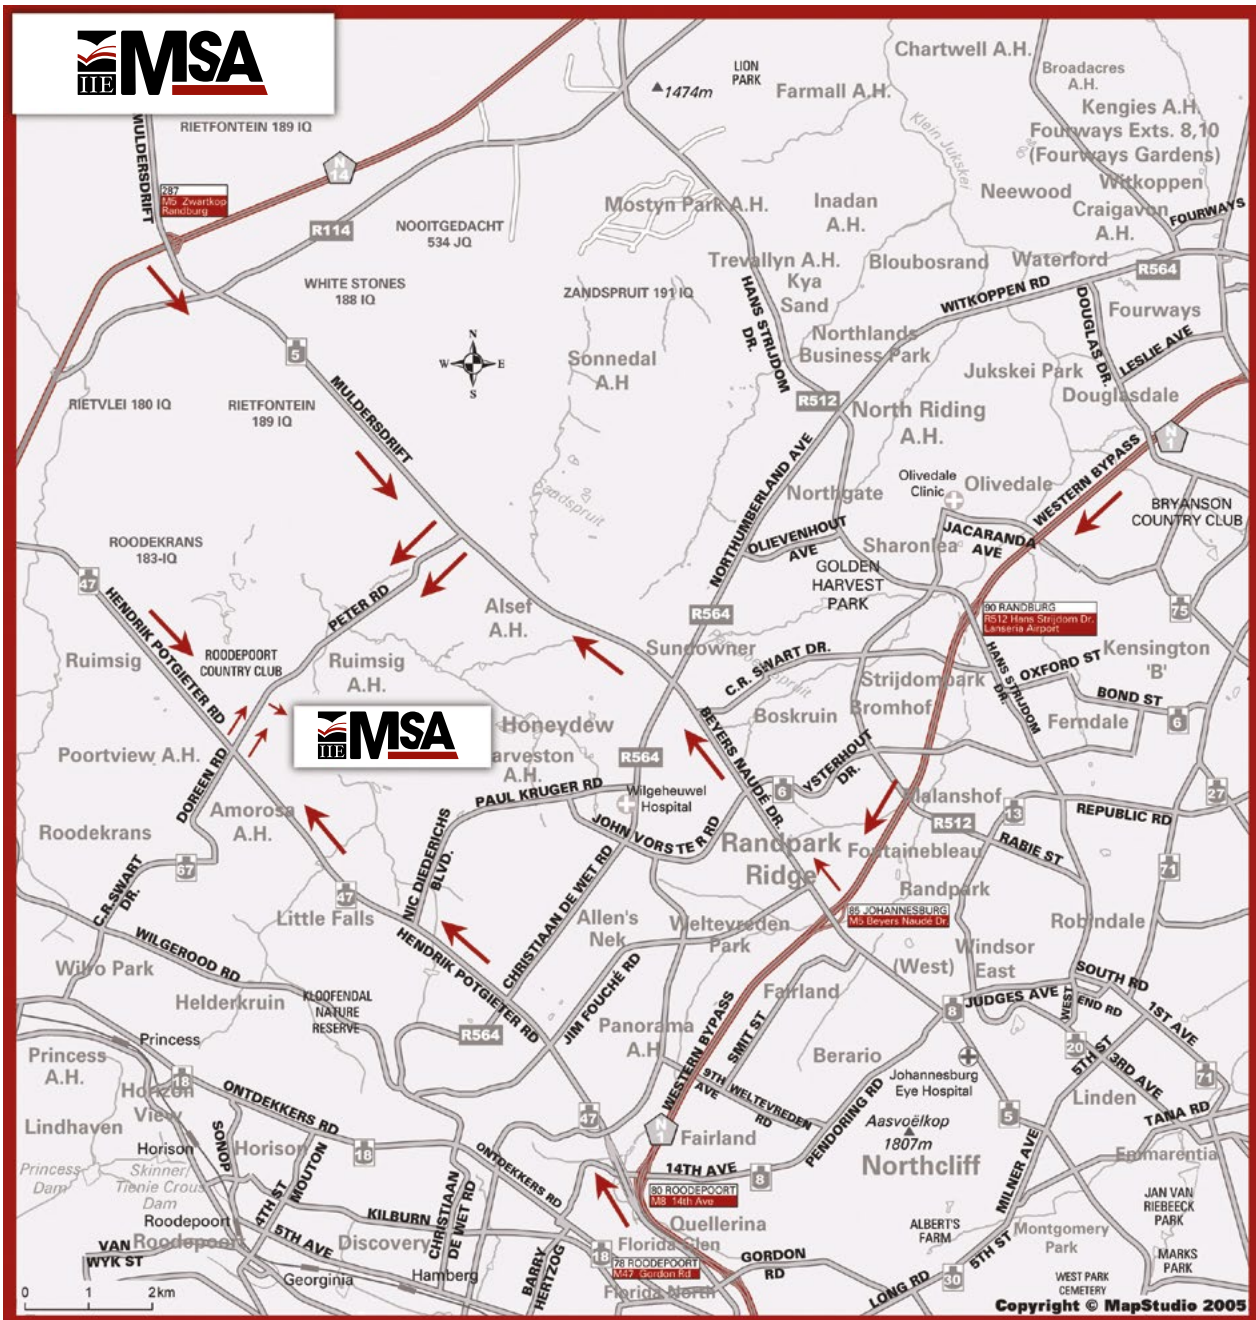 IIE MSA
MULDERSDRIFT
RIETFONTEIN 189 IQ
N
14
287
M5 Zwartkop
Randburg
R114
NOOITGEDACHT
534 JQ
WHITE STONES
188 IQ
LION
PARK
1474m
Farmall A.H.
Chartwell A.H.
Broadacres
A.H.
Kengies A.H.
Fourways Exts. 8,10
(Fourways Gardens)
Witkoppen
Klein Jukskei
Neewood
Craigavon
A.H.
FOURWAYS
Mostyn Park A.H.
Inadan
A.H.
Trevallyn A.H.
Kya
Sand
Bloubosrand
Waterford
R564
WITKOPPEN RD
ZANDSPRUIT 191 IQ
HANS STRIJDOM
DR.
Northlands
Business Park
DOUGLAS DR.
Fourways
LESLIE AVE
Jukskei Park
Douglasdale
5
N
W
E
S
Sonnedal
A.H
RIETVLEI 180 IQ
RIETFONTEIN
189 IQ
MULDERSDRIFT
R512
North Riding
A.H.
N
1
WESTERN BYPASS
Olivedale
Clinic
Olivedale
BRYANSON
COUNTRY CLUB
NORTHUMBERLAND AVE
Northgate
Sandspruit
OLIEVENHOUT
AVE
JACARANDA
AVE
Sharonlea
GOLDEN
HARVEST
PARK
ROODEKRANS
183-IQ
47
HENDRIK POTGIETER RD
PETER RD
Alsef
A.H.
R564
90 RANDBURG
R512 Hans Strijdom Dr.
Lanseria Airport
75
Ruimsig
ROODEPOORT
COUNTRY CLUB
Ruimsig
A.H.
Sundowner
C.R. SWART DR.
Strijdompark
HANS STRIJDOM
DR.
OXFORD ST
Kensington
'B'
BOND ST
6
IIE MSA
Honeydew
BEYERS NAUDÉ DR.
Boskruin
Bromhof
Ferndale
Poortview A.H.
DOREEN RD
arveston
A.H.
R564
YSTERHOUT
DR.
PAUL KRUGER RD
Wilgeheuwel
Hospital
6
Malanshof
13
REPUBLIC RD
27
Roodekrans
Amorosa
A.H.
JOHN VORSTER RD
Randpark
Ridge
R512
Fontainebleau
RABIE ST
67
C.R. SWART
DR.
47
Little Falls
NIC DIEDERICHS
BLVD.
CHRISTIAAN DE WET RD
Allen's
Nek
Weltevreden
Park
85 JOHANNESBURG
M5 Beyers Naudé Dr.
Randpark
71
Robindale
WILGEROOD RD
Wilro Park
Helderkruin
HENDRIK POTGIETER RD
JIM FOUCHÉ RD
(West)
Windsor
East
SOUTH RD
KLOOFENDAL
NATURE
RESERVE
R564
Panorama
A.H
WESTERN BYPASS
SMIT ST
Fairland
8
JUDGES AVE
WEST
END RD
1ST AVE
Princess
Princess
A.H.
18
Horizon
View
ONTDEKKERS RD
Berario
Johannesburg
Eye Hospital
20
5TH ST
3RD AVE
71
9TH
AVE
WELTEVREDEN
RD
PENDORING RD
Linden
TANA RD
Lindhaven
Horison
SONOP
Horison
18
47
N
1
Fairland
Aasvoëlkop
1807m
5
MILNER AVE
Princess
Dam
Skinner/
Tienie Crous
Dam
4TH ST
MOUTON
ONTDEKKERS RD
14TH AVE
8
Northcliff
Emmarentia
80 ROODEPOORT
M8 14th Ave
Roodepoort
Roodepoort
KILBURN
CHRISTIAAN
DE WET RD
Quellerina
ALBERT'S
FARM
JAN VAN
RIEBEECK
PARK
VAN
WYK ST
5TH AVE
Discovery
18
Florida Glen
78 ROODEPOORT
M47 Gordon Rd
GORDON
RD
5TH ST
Montgomery
Park
MARKS
PARK
Georginia
Hamberg
BARRY
HERTZOG
Florida North
LONG RD
30
WEST PARK
CEMETERY
0
1
2km
Copyright © MapStudio 2005